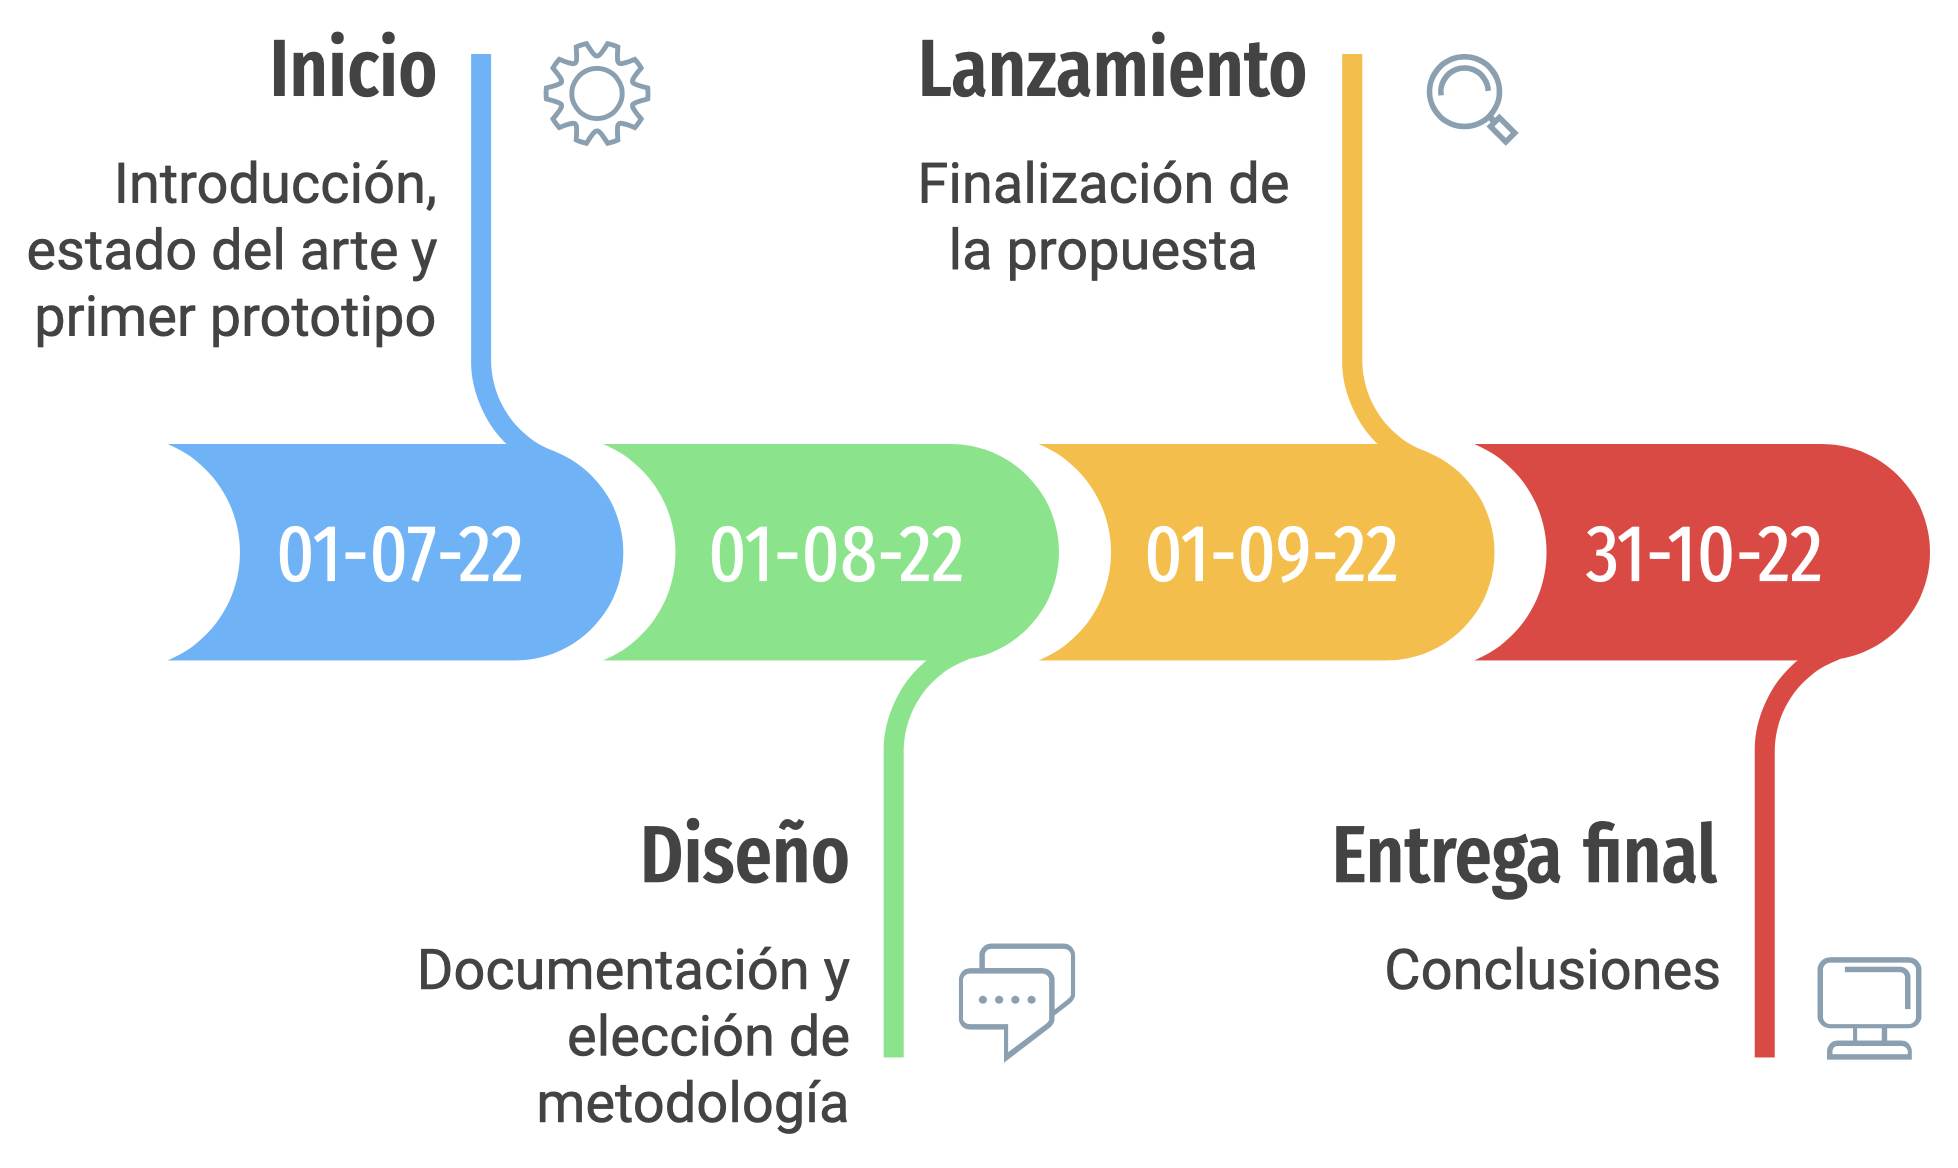 Inicio
Introducción,
estado del arte y
primer prototipo
Lanzamiento
Finalización de
la propuesta
01-07-22
01-08-22
01-09-22
31-10-22
Diseño
Documentación y
elección de
metodología
Entrega final
Conclusiones